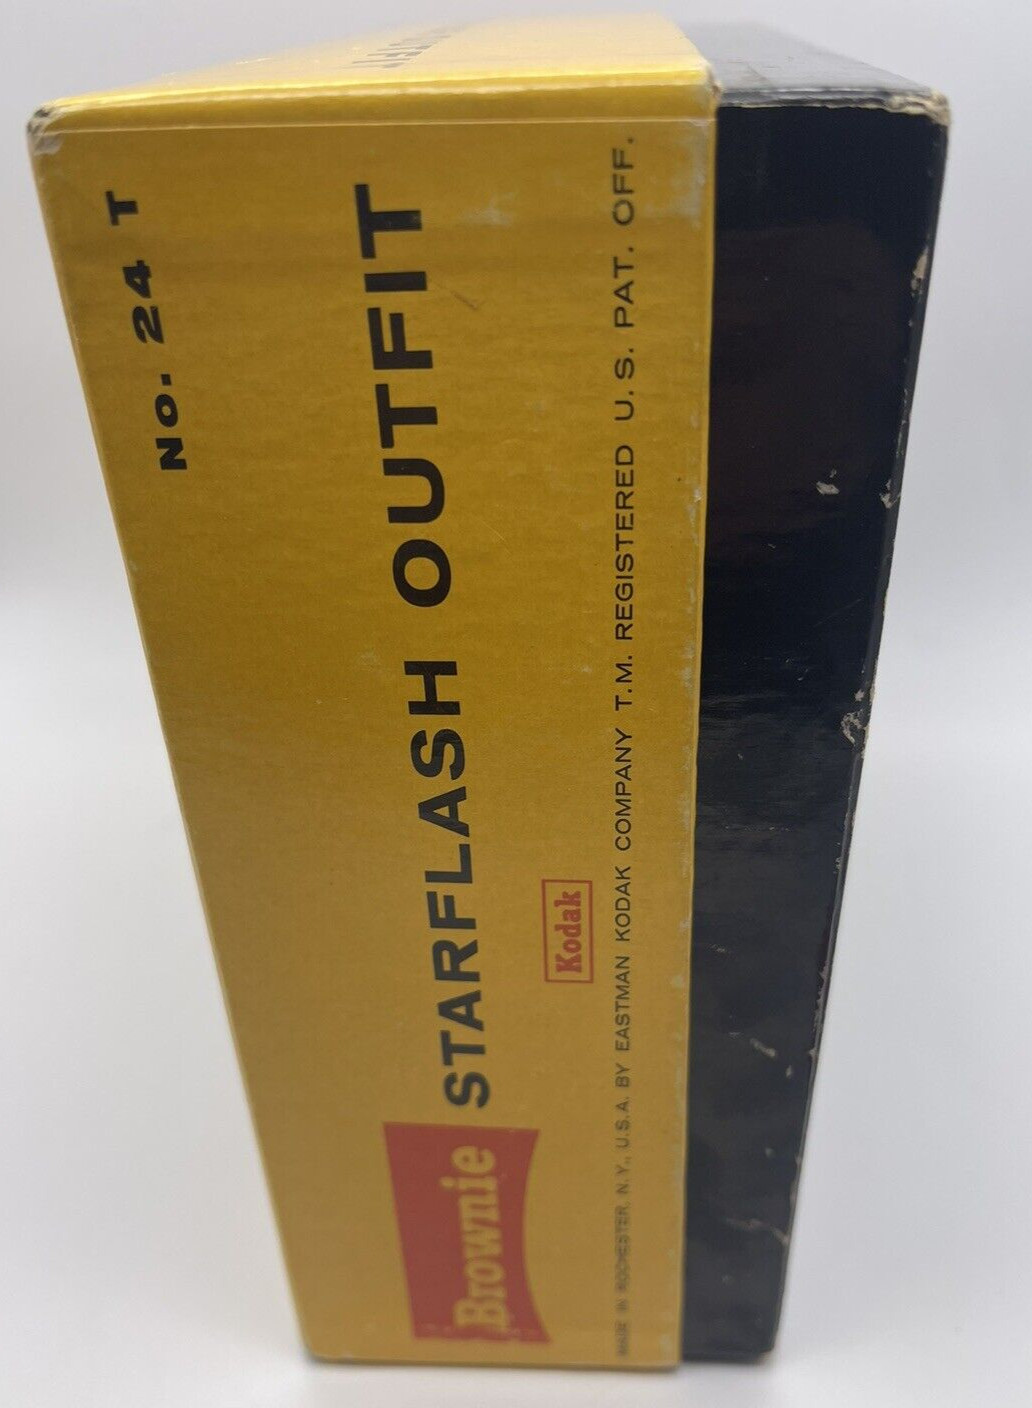 No. 24 T
Brownie STARFLASH OUTFIT
Kodak
MADE IN ROCHESTER, N.Y., U.S.A. BY EASTMAN KODAK COMPANY T.M. REGISTERED U.S. PAT. OFF.